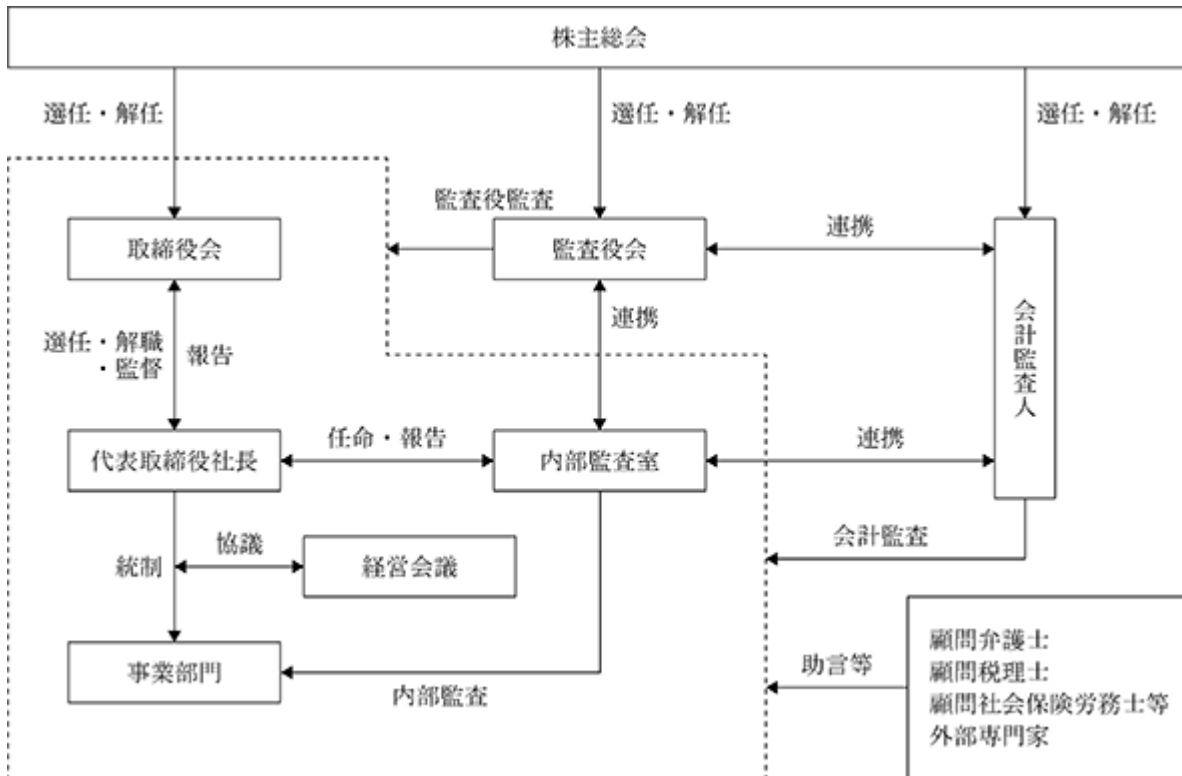 株主総会
選任・解任
選任・解任
選任・解任
監査役監査
取締役会
監査役会
連携
会計監査人
選任・解職
・監督
報告
連携
代表取締役社長
任命・報告
内部監査室
連携
統制
協議
経営会議
会計監査
事業部門
内部監査
助言等
顧問弁護士
顧問税理士
顧問社会保険労務士等
外部専門家